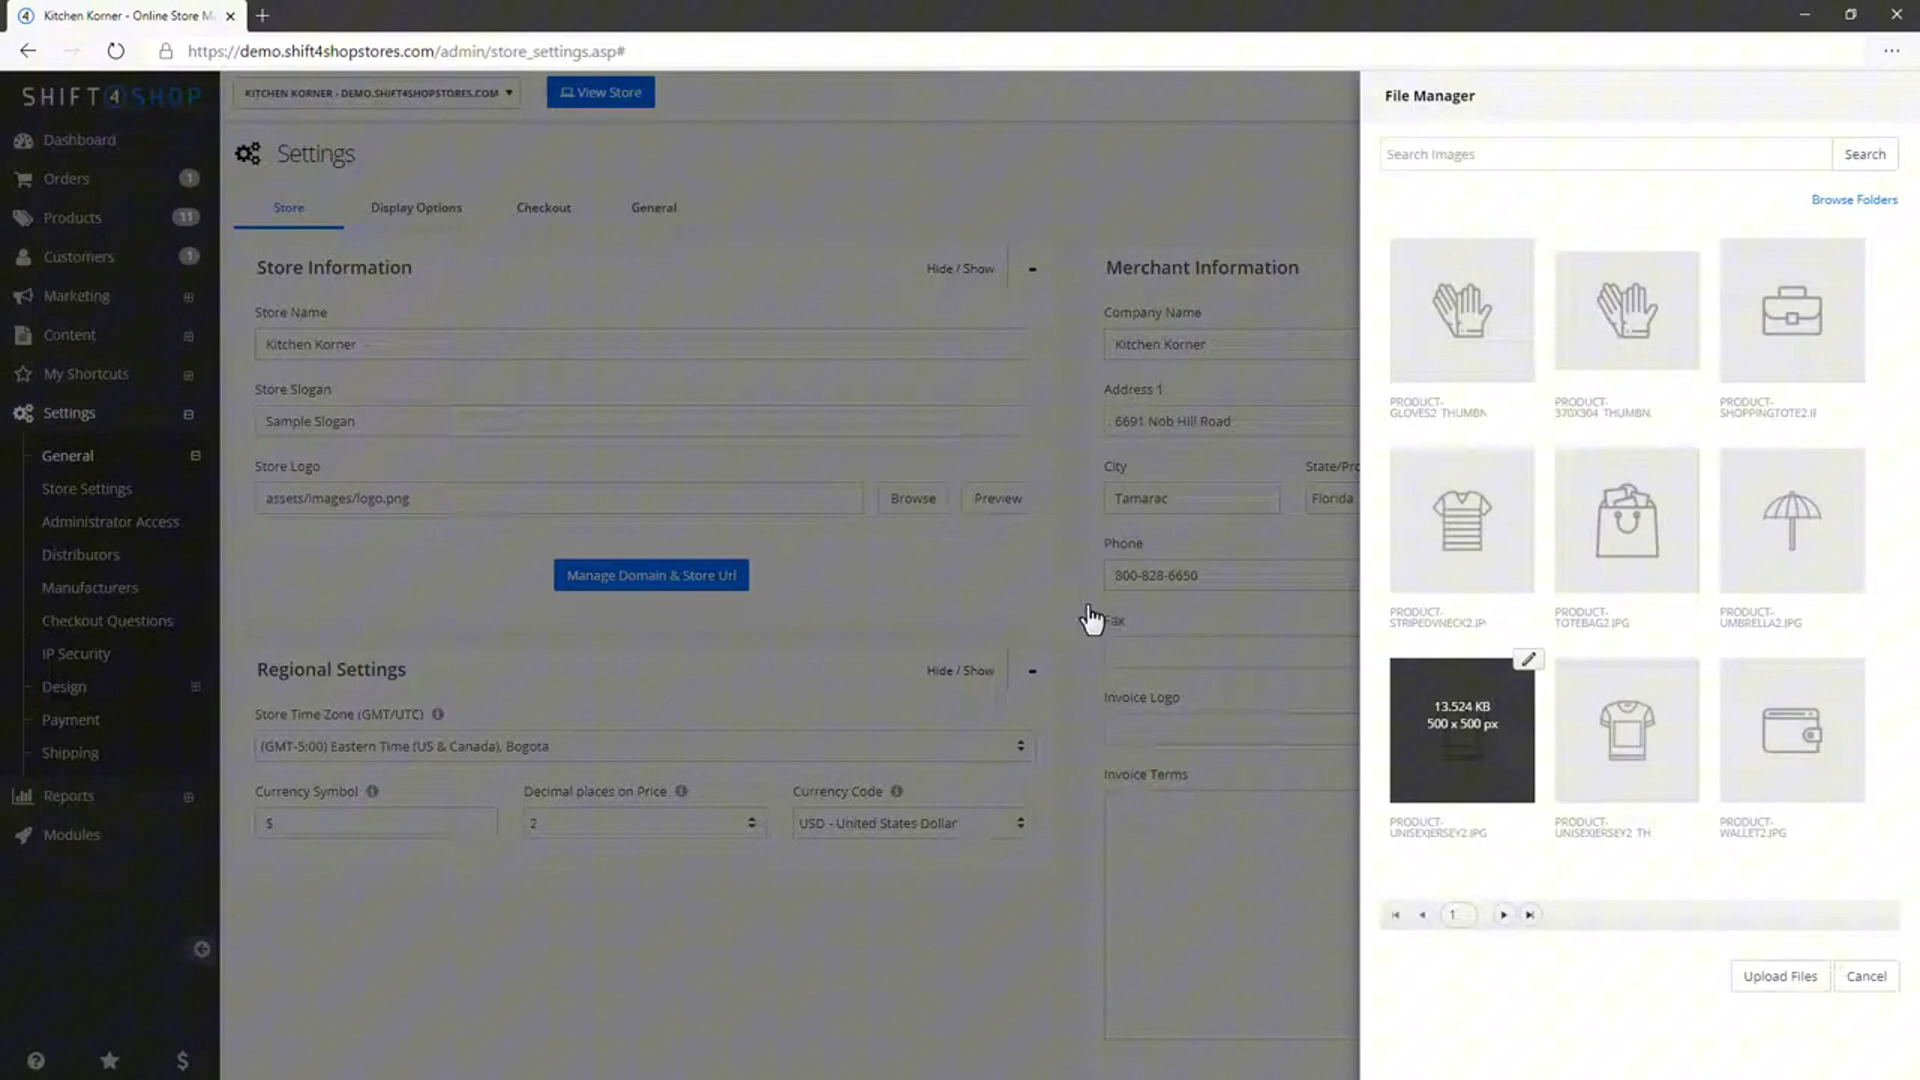 Kitchen Korner - Online Store M
https://demo.shift4shopstores.com/admin/store_settings.asp#
SHIFT4SHOP
KITCHEN KORNER - DEMO.SHIFT4SHOPSTORES.COM
View Store
Dashboard
Orders 1
Products 11
Customers 1
Marketing
Content
My Shortcuts
Settings
General
Store Settings
Administrator Access
Distributors
Manufacturers
Checkout Questions
IP Security
Design
Payment
Shipping
Reports
Modules
Settings
Store Display Options Checkout General
Store Information
Hide / Show
Store Name
Kitchen Korner
Store Slogan
Sample Slogan
Store Logo
assets/images/logo.png
Browse
Preview
Manage Domain & Store Url
Regional Settings
Hide / Show
Store Time Zone (GMT/UTC)
(GMT-5:00) Eastern Time (US & Canada), Bogota
Currency Symbol
$
Decimal places on Price
2
Currency Code
USD - United States Dollar
Merchant Information
Company Name
Kitchen Korner
Address 1
6691 Nob Hill Road
City
Tamarac
State/Pro
Florida
Phone
800-828-6650
Fax
Invoice Logo
Invoice Terms
File Manager
Search Images
Search
Browse Folders
PRODUCT-
GLOVES2_THUMBN
PRODUCT-
370X304_THUMBN.
PRODUCT-
SHOPPINGTOTE2.JF
PRODUCT-
STRIPEDVNECK2.JP
PRODUCT-
TOTEBAG2.JPG
PRODUCT-
UMBRELLA2.JPG
13.524 KB
500 x 500 px
PRODUCT-
UNISEXJERSEY2.JPG
PRODUCT-
UNISEXJERSEY2_TH
PRODUCT-
WALLET2.JPG
1
Upload Files
Cancel